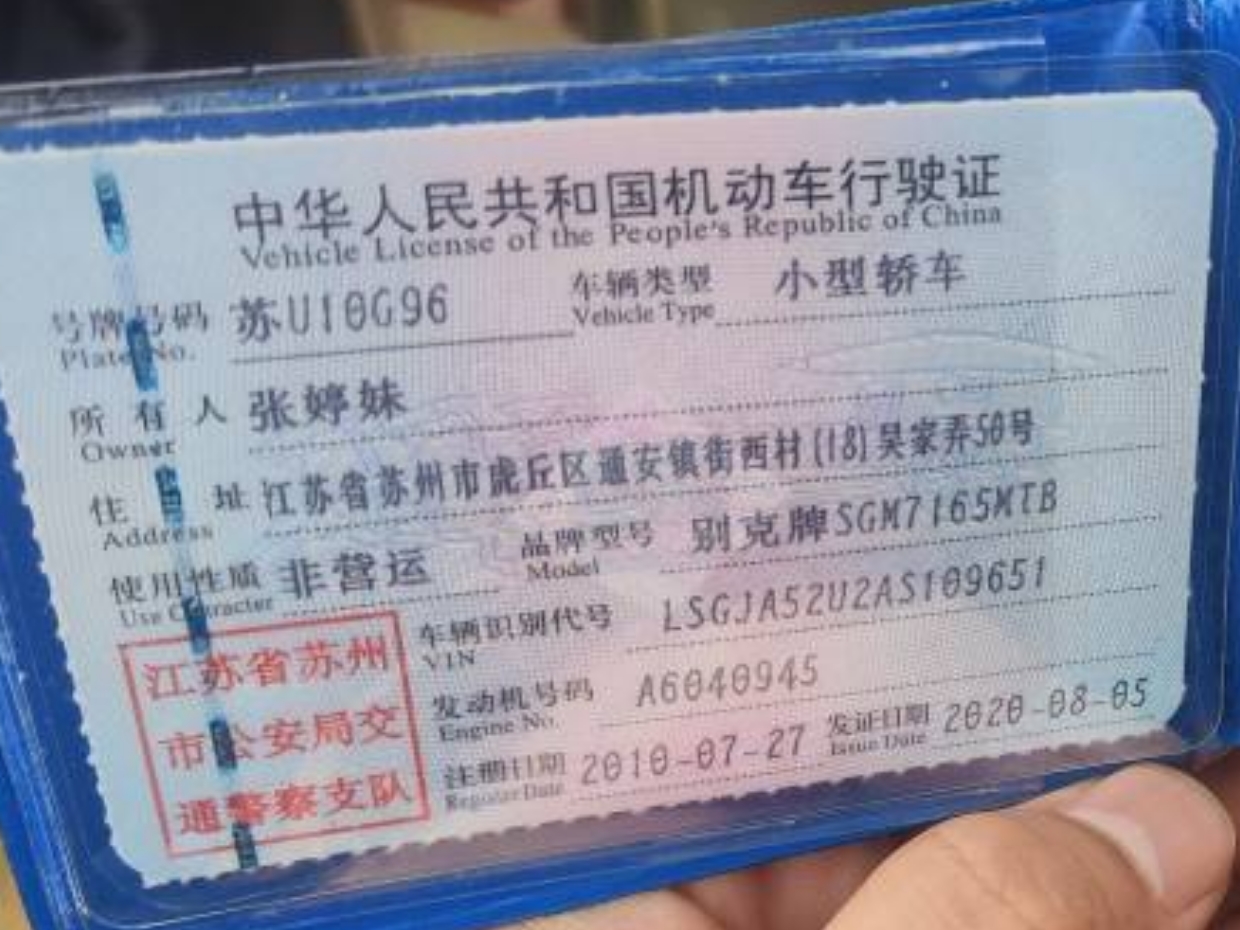 中华人民共和国机动车行驶证
Vehicle License of the People's Republic of China
号牌号码 苏U10G96 车辆类型 小型轿车
Plate No. Vehicle Type
所有人 张婷妹
Owner
住址 江苏省苏州市虎丘区通安镇街西村(18)吴家弄50号
Address
使用性质 非营运 品牌型号 别克牌SGM7165MTB
Use Character Model
车辆识别代号 LSGJA52U2AS109651
VIN
发动机号码 A6040945
Engine No.
注册日期 2010-07-27 发证日期 2020-08-05
Register Date Issue Date
江苏省苏州
市公安局交
通警察支队